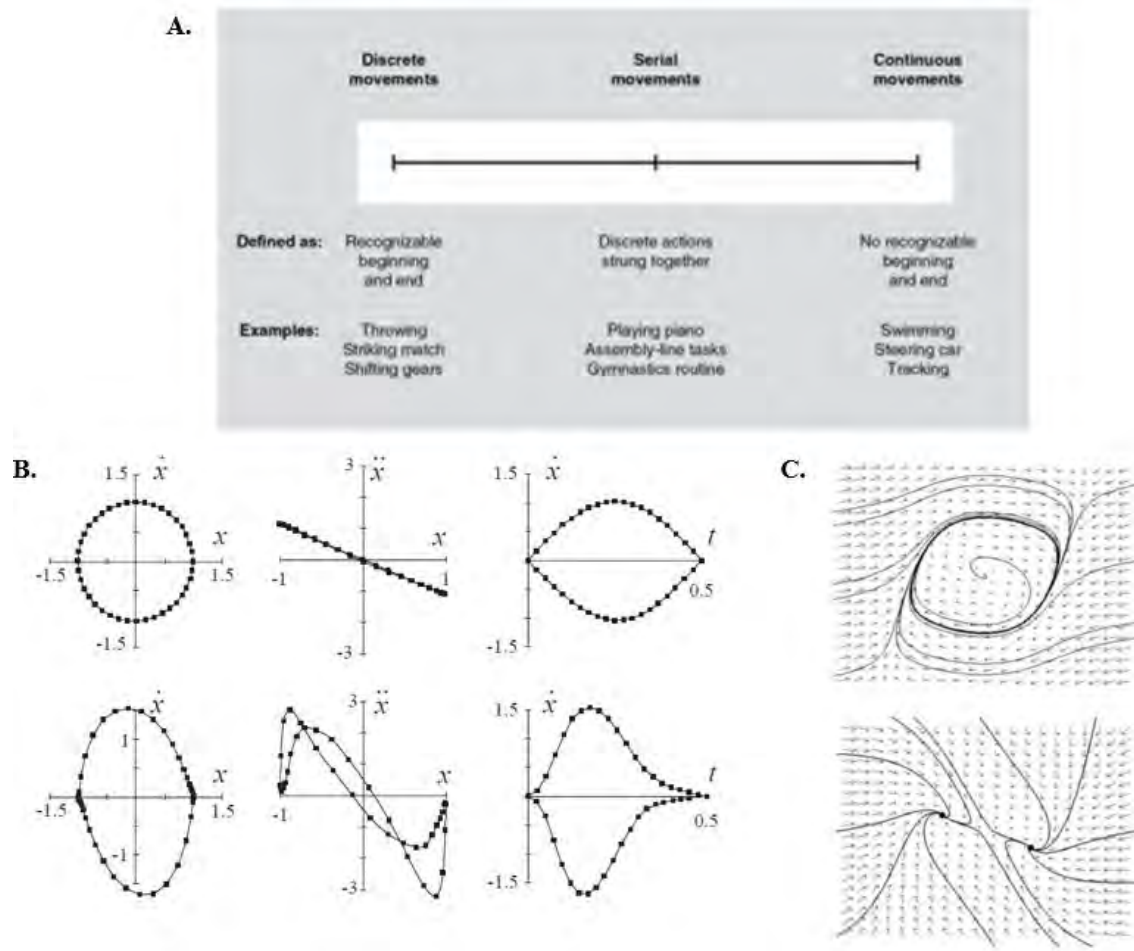 A.
Discrete movements
Serial movements
Continuous movements
Defined as:
Recognizable beginning and end
Discrete actions strung together
No recognizable beginning and end
Examples:
Throwing
Striking match
Shifting gears
Playing piano
Assembly-line tasks
Gymnastics routine
Swimming
Steering car
Tracking
B.
1.5 ẋ
x
-1.5 1.5
-1.5
3 ẍ
x
-1 1
-3
1.5 ẋ
t
0.5
-1.5
C.
ẋ
1
x
-1.5 1.5
-1
3 ẍ
x
-1 1
-3
1.5 ẋ
t
0.5
-1.5